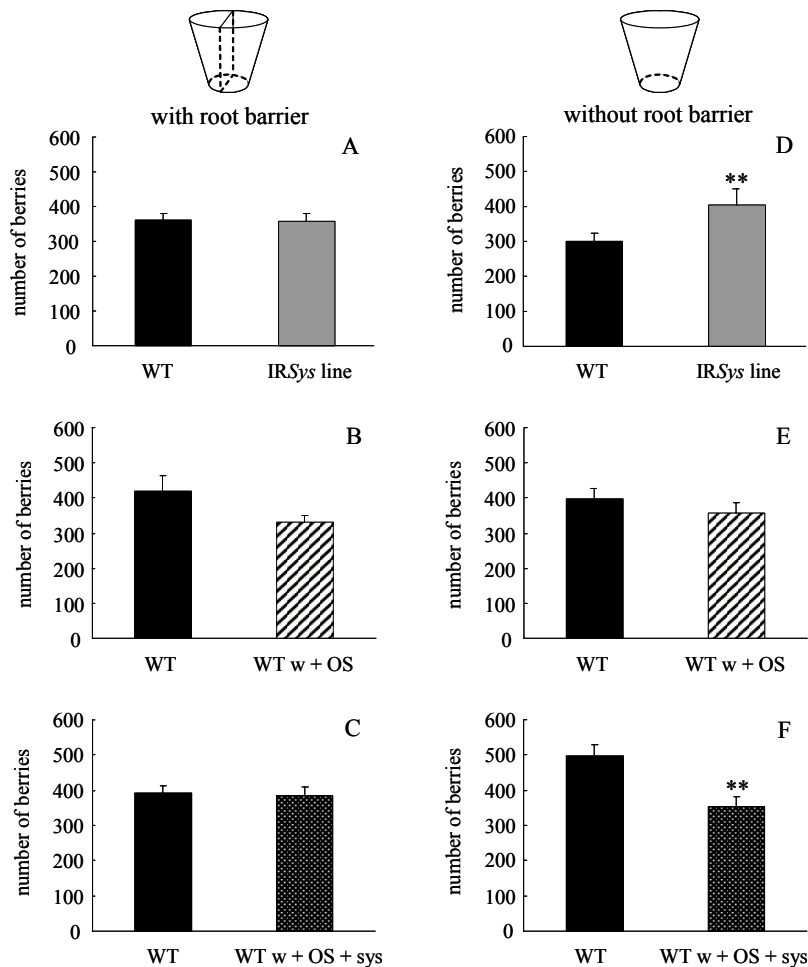 with root barrier
without root barrier
A
number of berries
600
500
400
300
200
100
0
WT
IRSys line
D
**
number of berries
600
500
400
300
200
100
0
WT
IRSys line
B
number of berries
600
500
400
300
200
100
0
WT
WT w + OS
E
number of berries
600
500
400
300
200
100
0
WT
WT w + OS
C
number of berries
600
500
400
300
200
100
0
WT
WT w + OS + sys
F
**
number of berries
600
500
400
300
200
100
0
WT
WT w + OS + sys